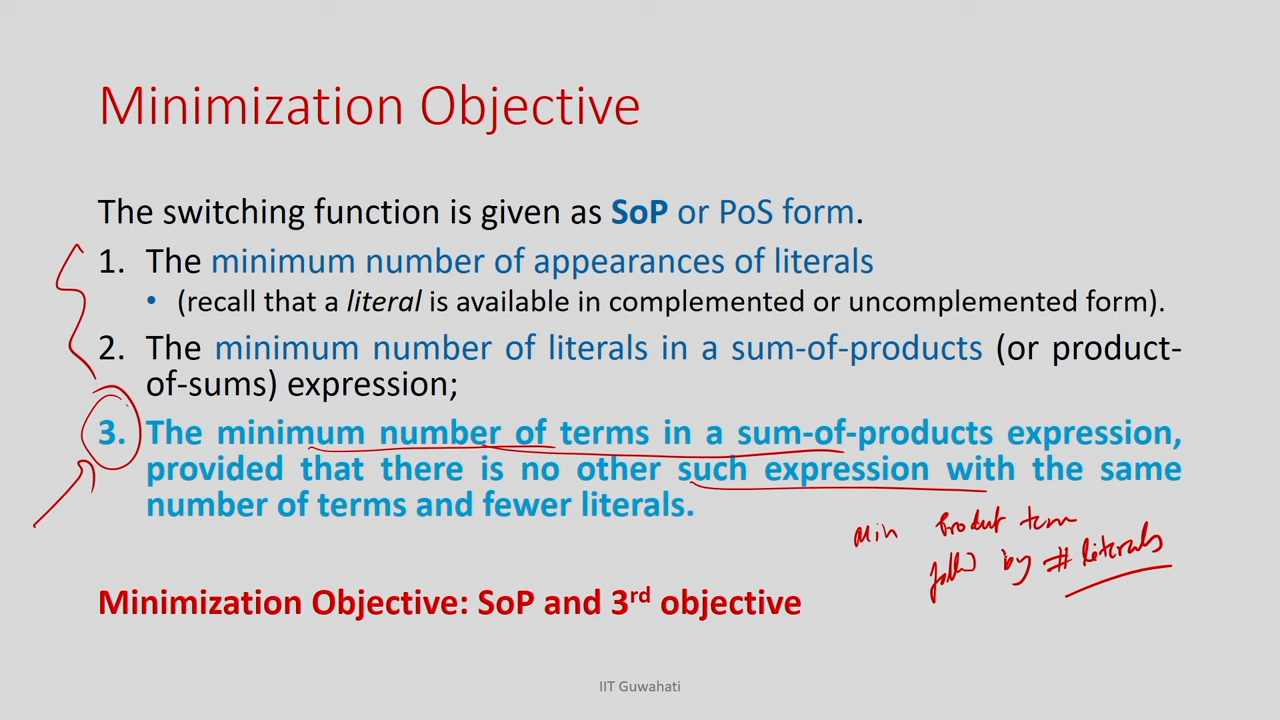 Minimization Objective
The switching function is given as SoP or PoS form.
1. The minimum number of appearances of literals
• (recall that a literal is available in complemented or uncomplemented form).
2. The minimum number of literals in a sum-of-products (or product-
of-sums) expression;
3. The minimum number of terms in a sum-of-products expression,
provided that there is no other such expression with the same
number of terms and fewer literals.
Min Product term
by # literals
Minimization Objective: SoP and 3rd objective
IIT Guwahati